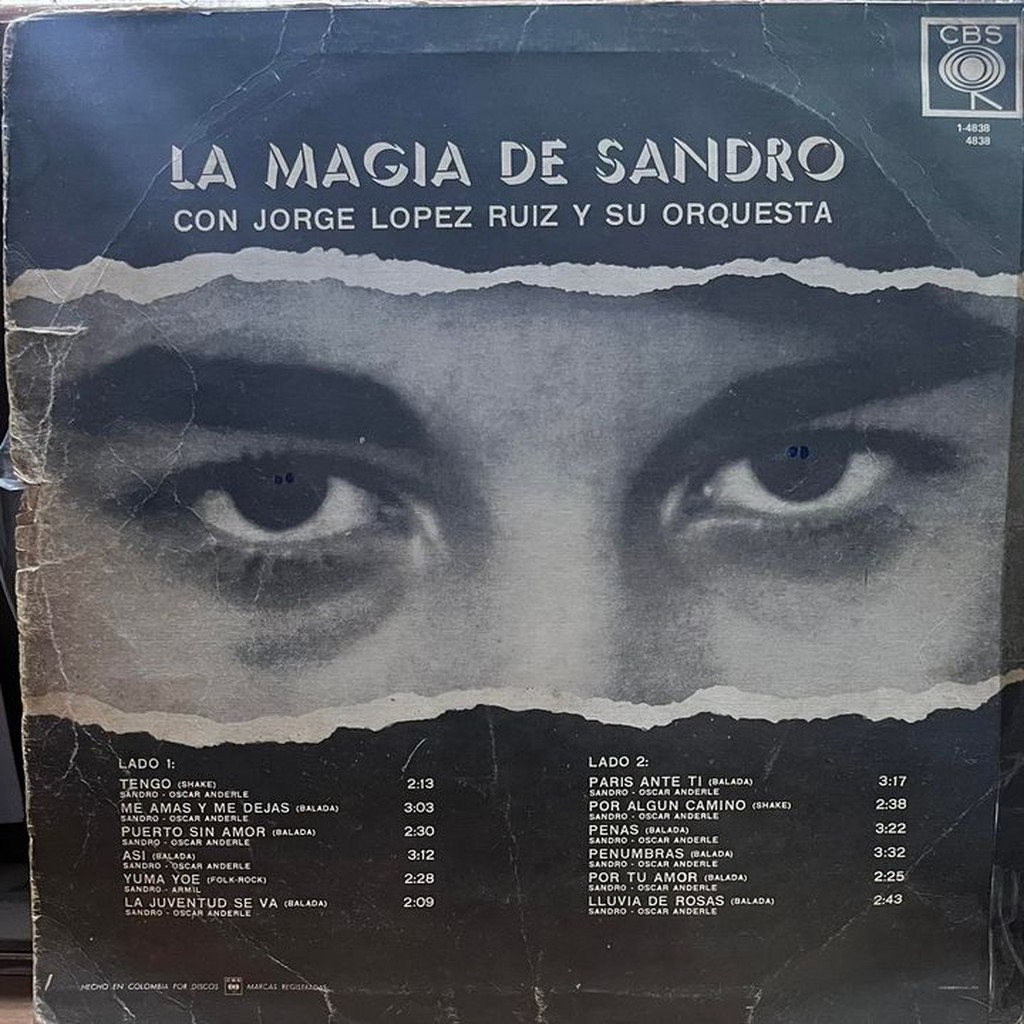 CBS
1-4838
4838
LA MAGIA DE SANDRO
CON JORGE LOPEZ RUIZ Y SU ORQUESTA
LADO 1:
TENGO (SHAKE) 2:13
SANDRO - OSCAR ANDERLE
ME AMAS Y ME DEJAS (BALADA) 3:03
SANDRO - OSCAR ANDERLE
PUERTO SIN AMOR (BALADA) 2:30
SANDRO - OSCAR ANDERLE
ASI (BALADA) 3:12
SANDRO - OSCAR ANDERLE
YUMA YOE (FOLK-ROCK) 2:28
SANDRO - ARMIL
LA JUVENTUD SE VA (BALADA) 2:09
SANDRO - OSCAR ANDERLE
LADO 2:
PARIS ANTE TI (BALADA) 3:17
SANDRO - OSCAR ANDERLE
POR ALGUN CAMINO (SHAKE) 2:38
SANDRO - OSCAR ANDERLE
PENAS (BALADA) 3:22
SANDRO - OSCAR ANDERLE
PENUMBRAS (BALADA) 3:32
SANDRO - OSCAR ANDERLE
POR TU AMOR (BALADA) 2:25
SANDRO - OSCAR ANDERLE
LLUVIA DE ROSAS (BALADA) 2:43
SANDRO - OSCAR ANDERLE
HECHO EN COLOMBIA POR DISCOS CBS MARCAS REGISTRADAS